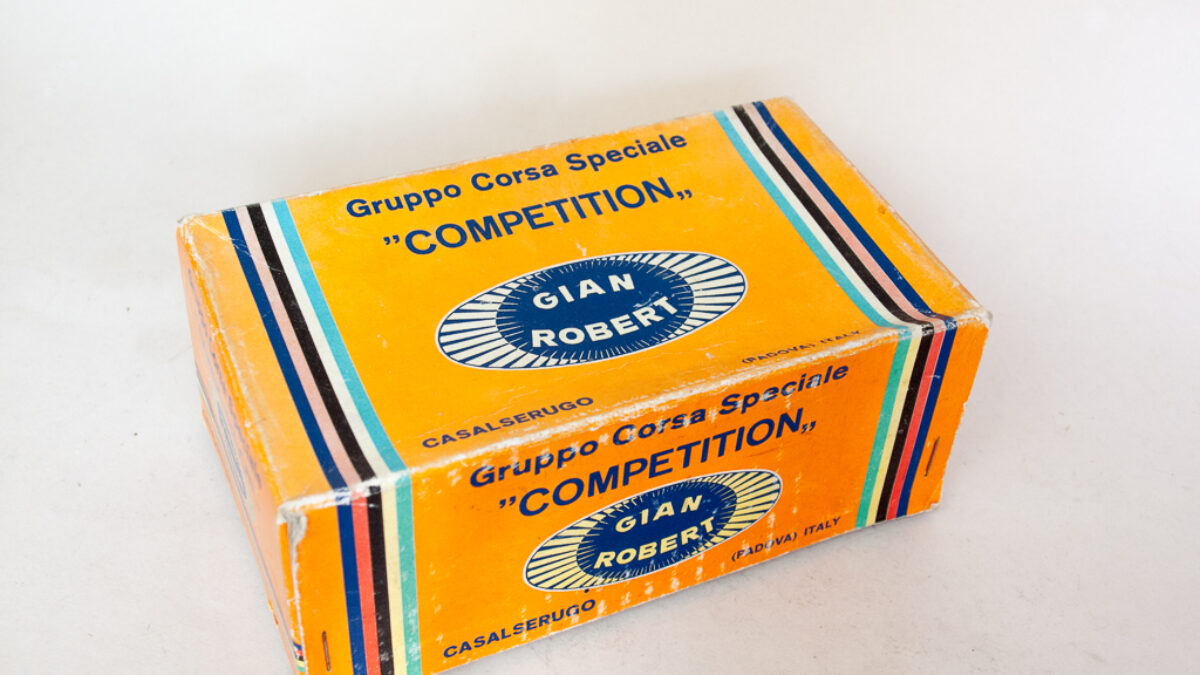 Gruppo Corsa Speciale
”COMPETITION„
GIAN
ROBERT
CASALSERUGO
(PADOVA) ITALY
Gruppo Corsa Speciale
”COMPETITION„
GIAN
ROBERT
CASALSERUGO
(PADOVA) ITALY